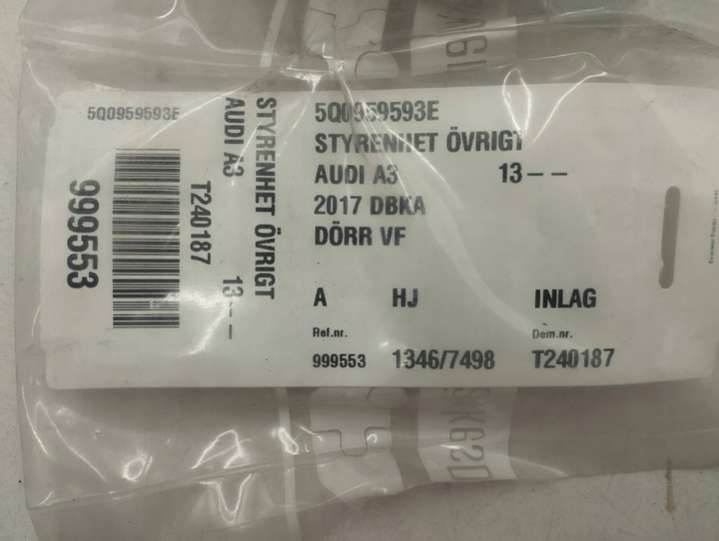 5Q0959593E
999553
T240187
AUDI A3 13--
STYRENHET ÖVRIGT
5Q0959593E
STYRENHET ÖVRIGT
AUDI A3 13--
2017 DBKA
DÖRR VF
A HJ INLAG
Ref.nr. Dem.nr.
999553 1346/7498 T240187